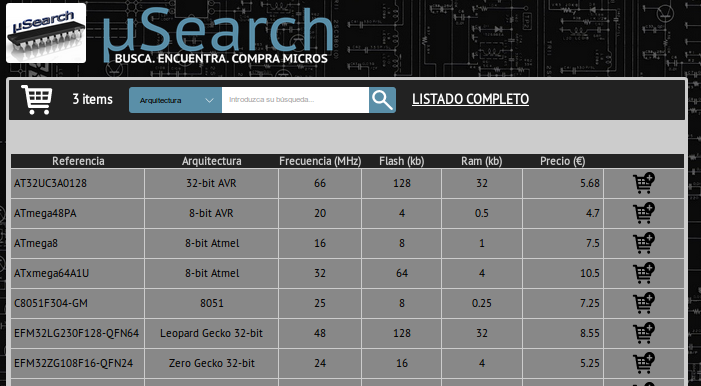 µSearch
µSearch
BUSCA. ENCUENTRA. COMPRA MICROS
3 items Arquitectura Introduzca su búsqueda... LISTADO COMPLETO
Referencia Arquitectura Frecuencia (MHz) Flash (kb) Ram (kb) Precio (€)
AT32UC3A0128 32-bit AVR 66 128 32 5.68
ATmega48PA 8-bit AVR 20 4 0.5 4.7
ATmega8 8-bit Atmel 16 8 1 7.5
ATxmega64A1U 8-bit Atmel 32 64 4 10.5
C8051F304-GM 8051 25 8 0.25 7.25
EFM32LG230F128-QFN64 Leopard Gecko 32-bit 48 128 32 8.55
EFM32ZG108F16-QFN24 Zero Gecko 32-bit 24 16 4 5.25